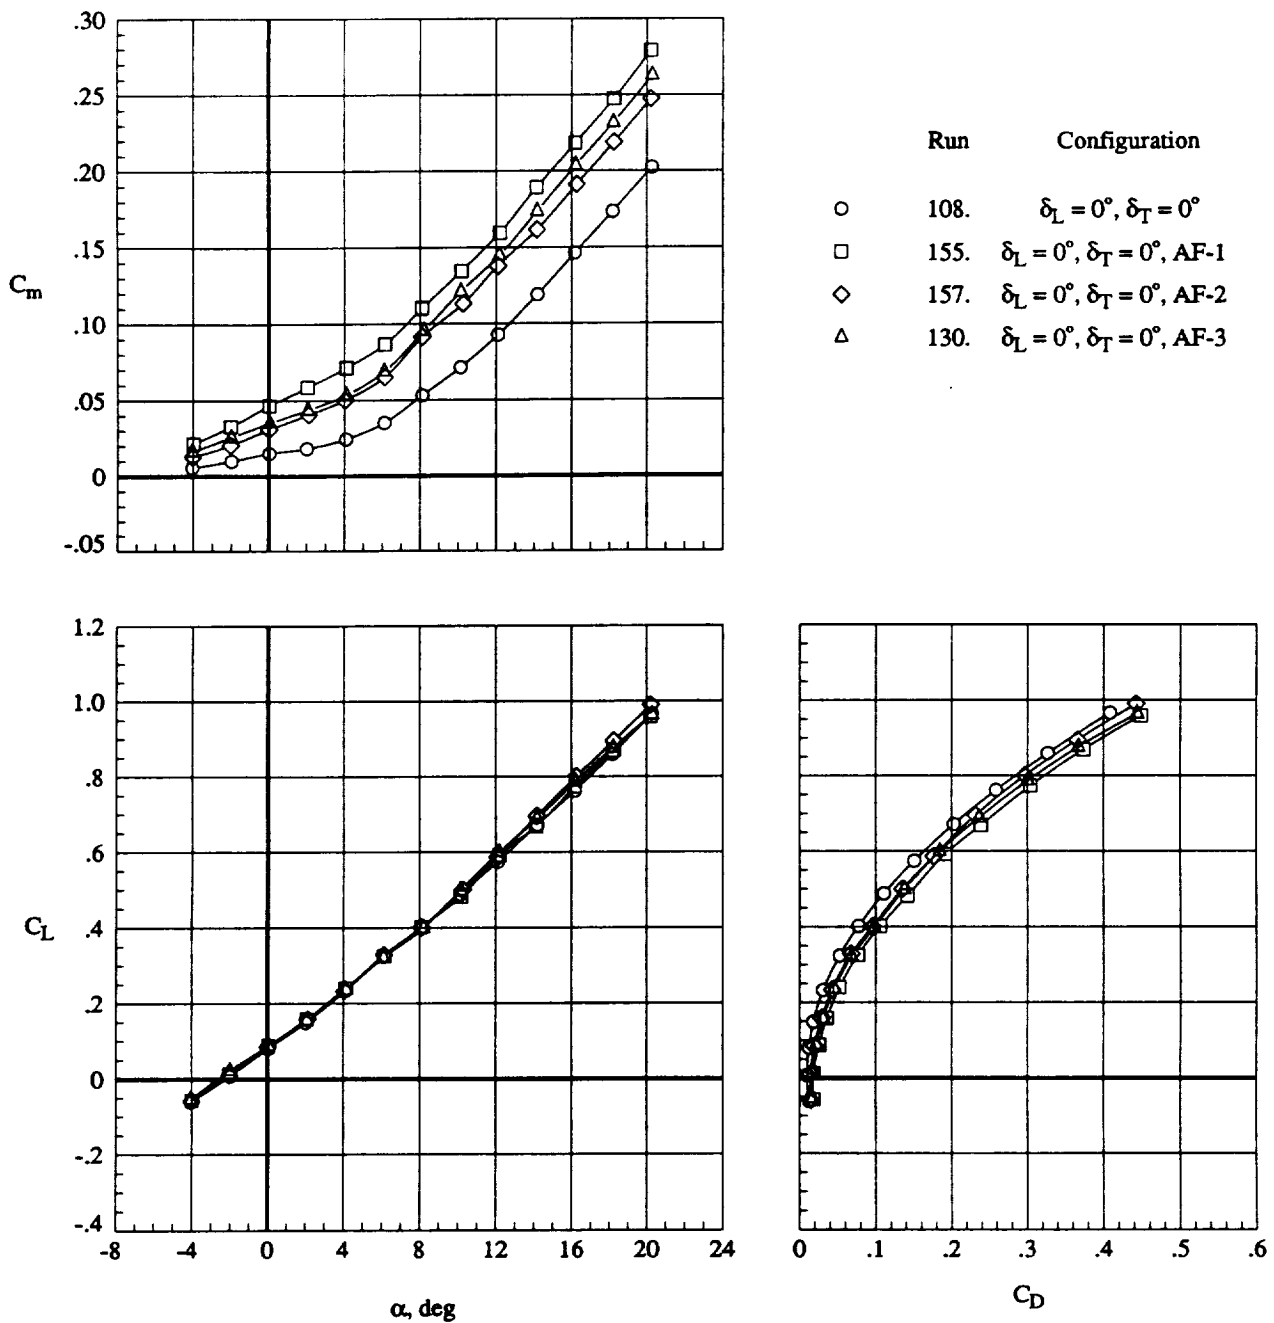 .30
.25
.20
.15
.10
.05
0
-.05
Cm
Run Configuration
108. δL = 0°, δT = 0°
155. δL = 0°, δT = 0°, AF-1
157. δL = 0°, δT = 0°, AF-2
130. δL = 0°, δT = 0°, AF-3
1.2
1.0
.8
.6
.4
.2
0
-.2
-.4
CL
-8 -4 0 4 8 12 16 20 24
α, deg
0 .1 .2 .3 .4 .5 .6
CD